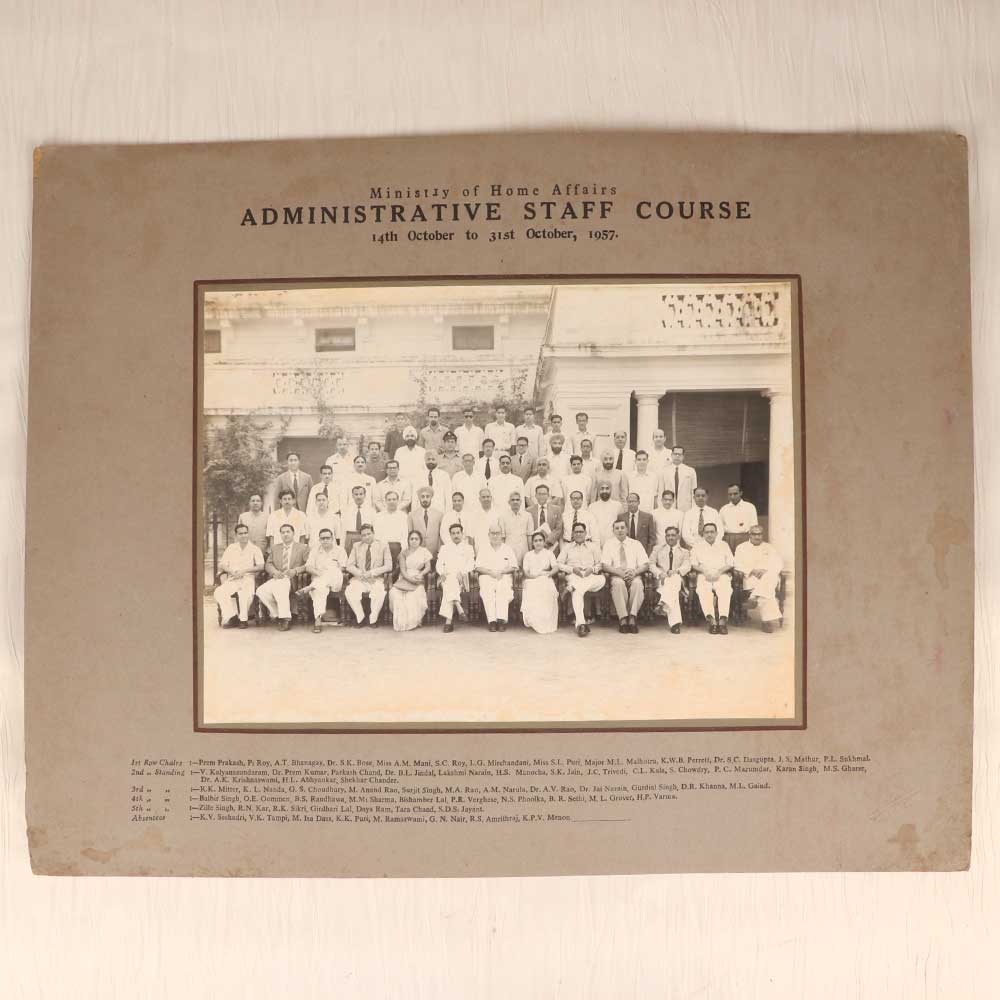 Ministry of Home Affairs
ADMINISTRATIVE STAFF COURSE
14th October to 31st October, 1957.
1st Row Chairs :—Prem Prakash, P. Roy, A.T. Bhanagay, Dr. S.K. Bose, Miss A.M. Mani, S.C. Roy, L.G. Mirchandani, Miss S.L. Puri, Major M.L. Malhotra, K.W.B. Perrett, Dr. S.C. Dasgupta, J. S. Mathur, P.L. Sukhmal.
2nd „ Standing :—V. Kalyanasundaram, Dr. Prem Kumar, Parkash Chand, Dr. B.L. Jindal, Lakshmi Narain, H.S. Manocha, S.K. Jain, J.C. Trivedi, C.L. Kala, S. Chowdry, P. C. Mazumdar, Karan Singh, M.S. Gharse,
Dr. A.K. Krishnaswami, H L. Abhyankar, Shekhar Chander.
3rd „ „ :—R.K. Mitter, K. L. Nanda, G. S. Choudhury, M. Anand Rao, Surjit Singh, M.A. Rao, A.M. Narula, Dr. A.V. Rao, Dr. Jai Narain, Gurdial Singh, D.R. Khanna, M.L. Gaind.
4th „ „ :—Balbir Singh, O.E. Oommen, B.S. Randhawa, M.M. Sharma, Bishamber Lal, P.R. Verghese, N.S. Phonika, B. R. Sethi, M. L. Grover, H.P. Varma.
5th „ „ :—Zille Singh, R.N. Kar, R.K. Sikri, Girdhari Lal, Daya Ram, Tara Chand, S.D.S. Jayant.
Absentees :—K.V. Seshadri, V.K. Tampi, M. Isa Dass, K.K. Puri, M. Ramaswami, G. N. Nair, R.S. Amrithraj, K.P.V. Menon.